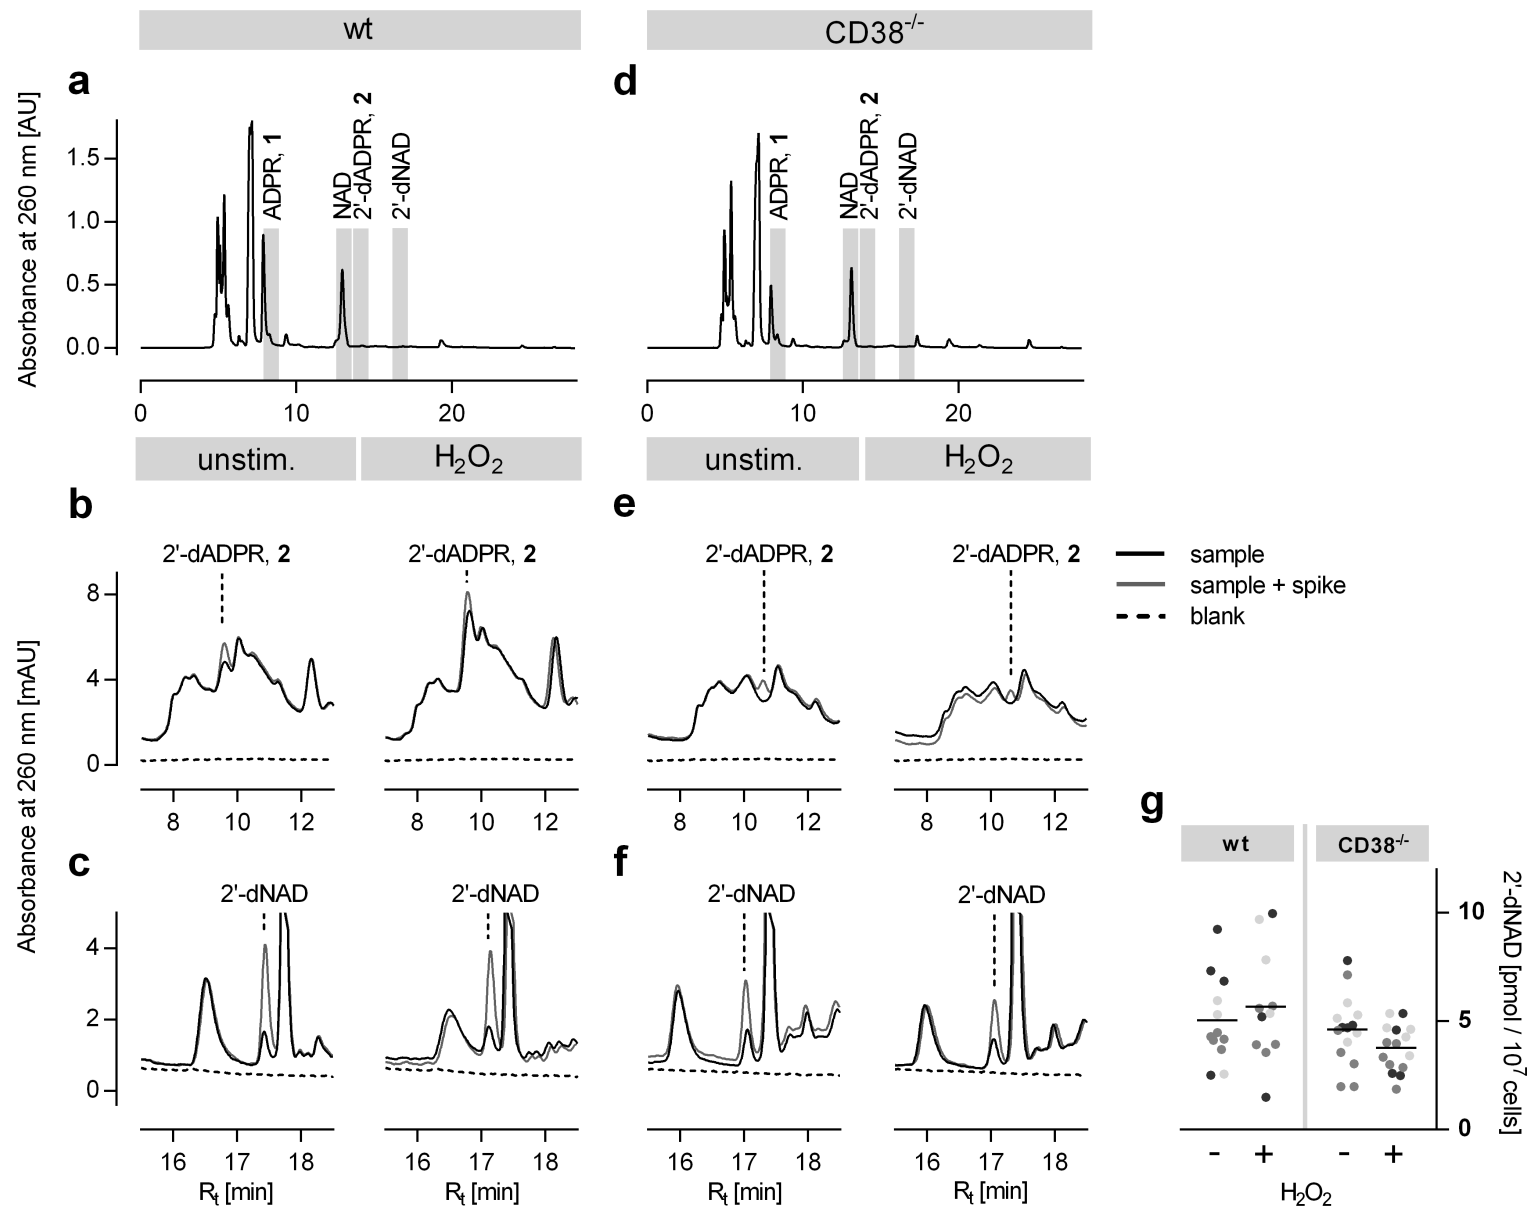 wt
CD38-/-
a
d
Absorbance at 260 nm [AU]
1.5
1.0
0.5
0.0
ADPR, 1
NAD
2'-dADPR, 2
2'-dNAD
ADPR, 1
NAD
2'-dADPR, 2
2'-dNAD
0 10 20
0 10 20
unstim.
H2O2
unstim.
H2O2
b
e
2'-dADPR, 2
2'-dADPR, 2
2'-dADPR, 2
2'-dADPR, 2
sample
sample + spike
blank
Absorbance at 260 nm [mAU]
8
4
0
8 10 12
8 10 12
8 10 12
8 10 12
c
f
2'-dNAD
2'-dNAD
2'-dNAD
2'-dNAD
4
2
0
16 17 18
16 17 18
16 17 18
16 17 18
Rt [min]
Rt [min]
Rt [min]
Rt [min]
g
wt
CD38-/-
10
5
0
2'-dNAD [pmol / 10^7 cells]
- + - +
H2O2